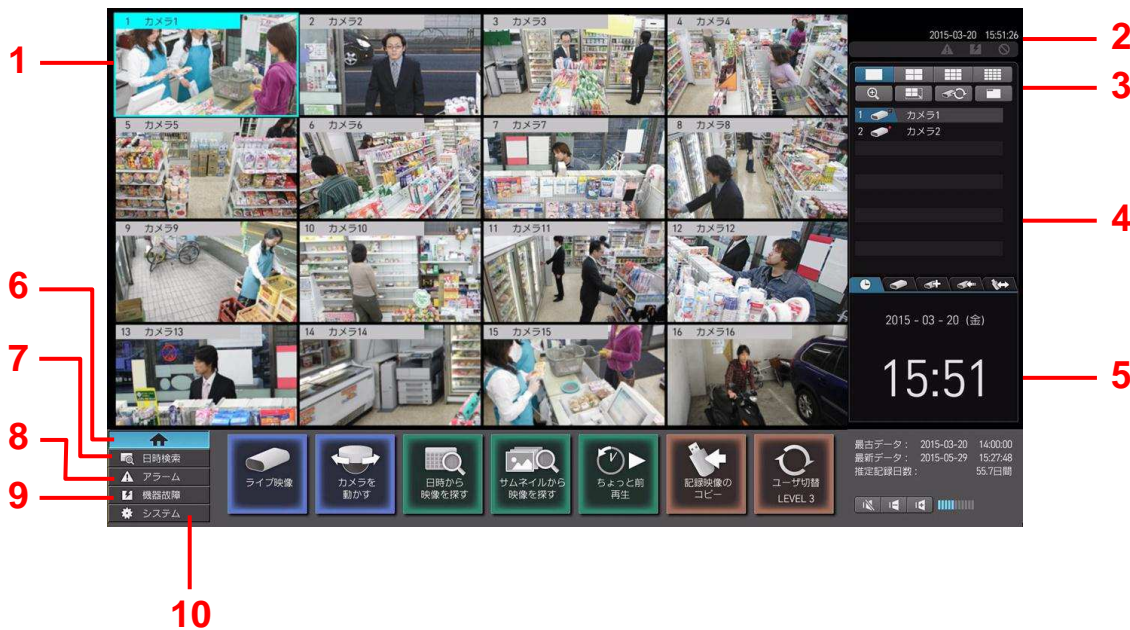 1 カメラ1
2 カメラ2
3 カメラ3
4 カメラ4
5 カメラ5
6 カメラ6
7 カメラ7
8 カメラ8
9 カメラ9
10 カメラ10
11 カメラ11
12 カメラ12
13 カメラ13
14 カメラ14
15 カメラ15
16 カメラ16
2015-03-20 15:51:26
1 カメラ1
2 カメラ2
2015 - 03 - 20 (金)
15:51
日時検索
アラーム
機器故障
システム
ライブ映像
カメラを
動かす
日時から
映像を探す
サムネイルから
映像を探す
ちょっと前
再生
記録映像の
コピー
ユーザ切替
LEVEL 3
最古データ: 2015-03-20 14:00:00
最新データ: 2015-05-29 15:27:48
推定記録日数: 55.7日間
1
2
3
4
5
6
7
8
9
10